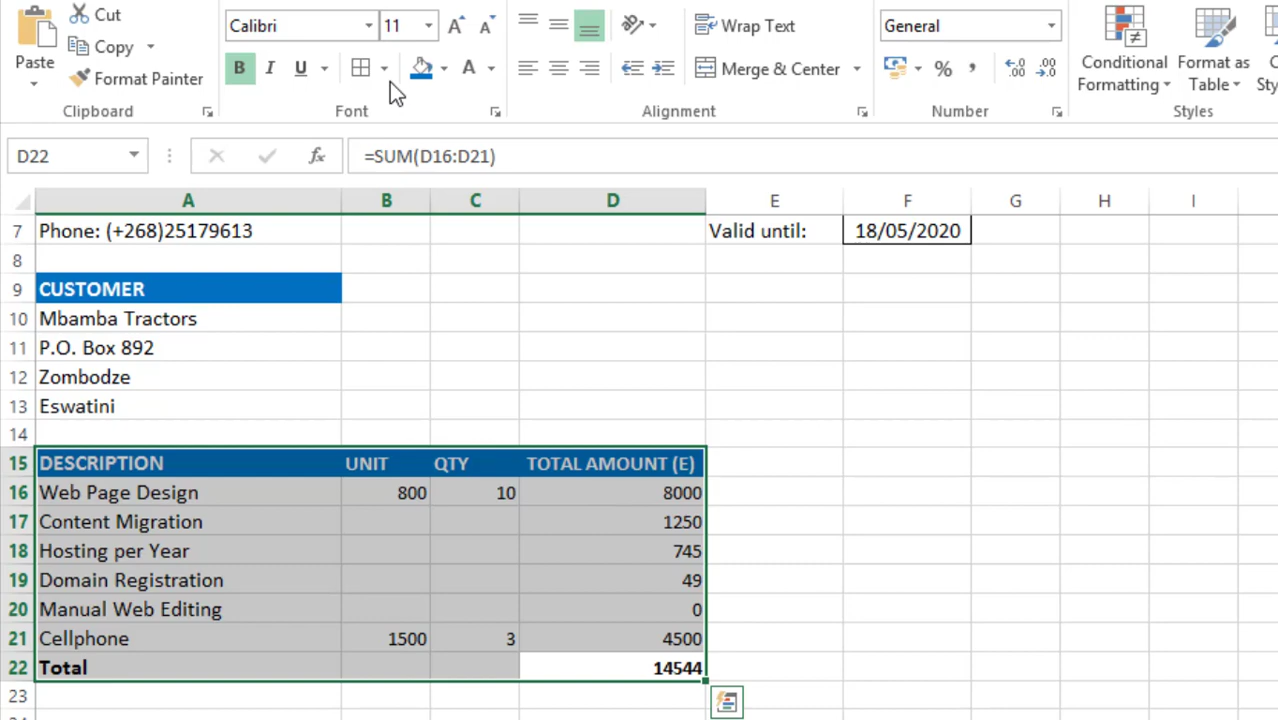 Cut
Copy
Paste
Format Painter
Clipboard
Calibri 11 A A
B I U A
Font
Wrap Text
Merge & Center
Alignment
General
% , .00
Number
Conditional Formatting
Format as Table
Styles
D22 fx =SUM(D16:D21)
A B C D E F G H I
7 Phone: (+268)25179613 Valid until: 18/05/2020
8
9 CUSTOMER
10 Mbamba Tractors
11 P.O. Box 892
12 Zombodze
13 Eswatini
14
15 DESCRIPTION UNIT QTY TOTAL AMOUNT (E)
16 Web Page Design 800 10 8000
17 Content Migration 1250
18 Hosting per Year 745
19 Domain Registration 49
20 Manual Web Editing 0
21 Cellphone 1500 3 4500
22 Total 14544
23